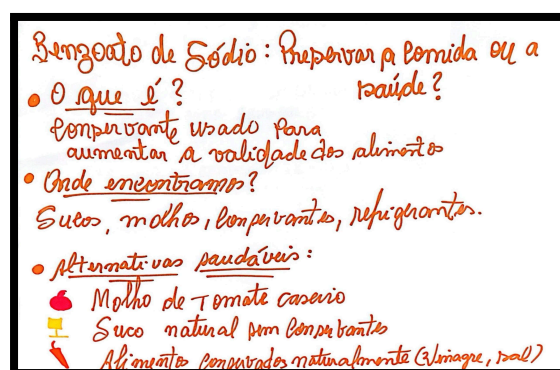 Benzoato de Sódio: Preservar a comida ou a
saúde?
• O que é?
Conservante usado para
aumentar a validade dos alimentos
• Onde encontramos?
Sucos, molhos, conservantes, refrigerantes.
• Alternativas saudáveis:
Molho de Tomate caseiro
Suco natural sem conservantes
Alimentos conservados naturalmente (Vinagre, sal)